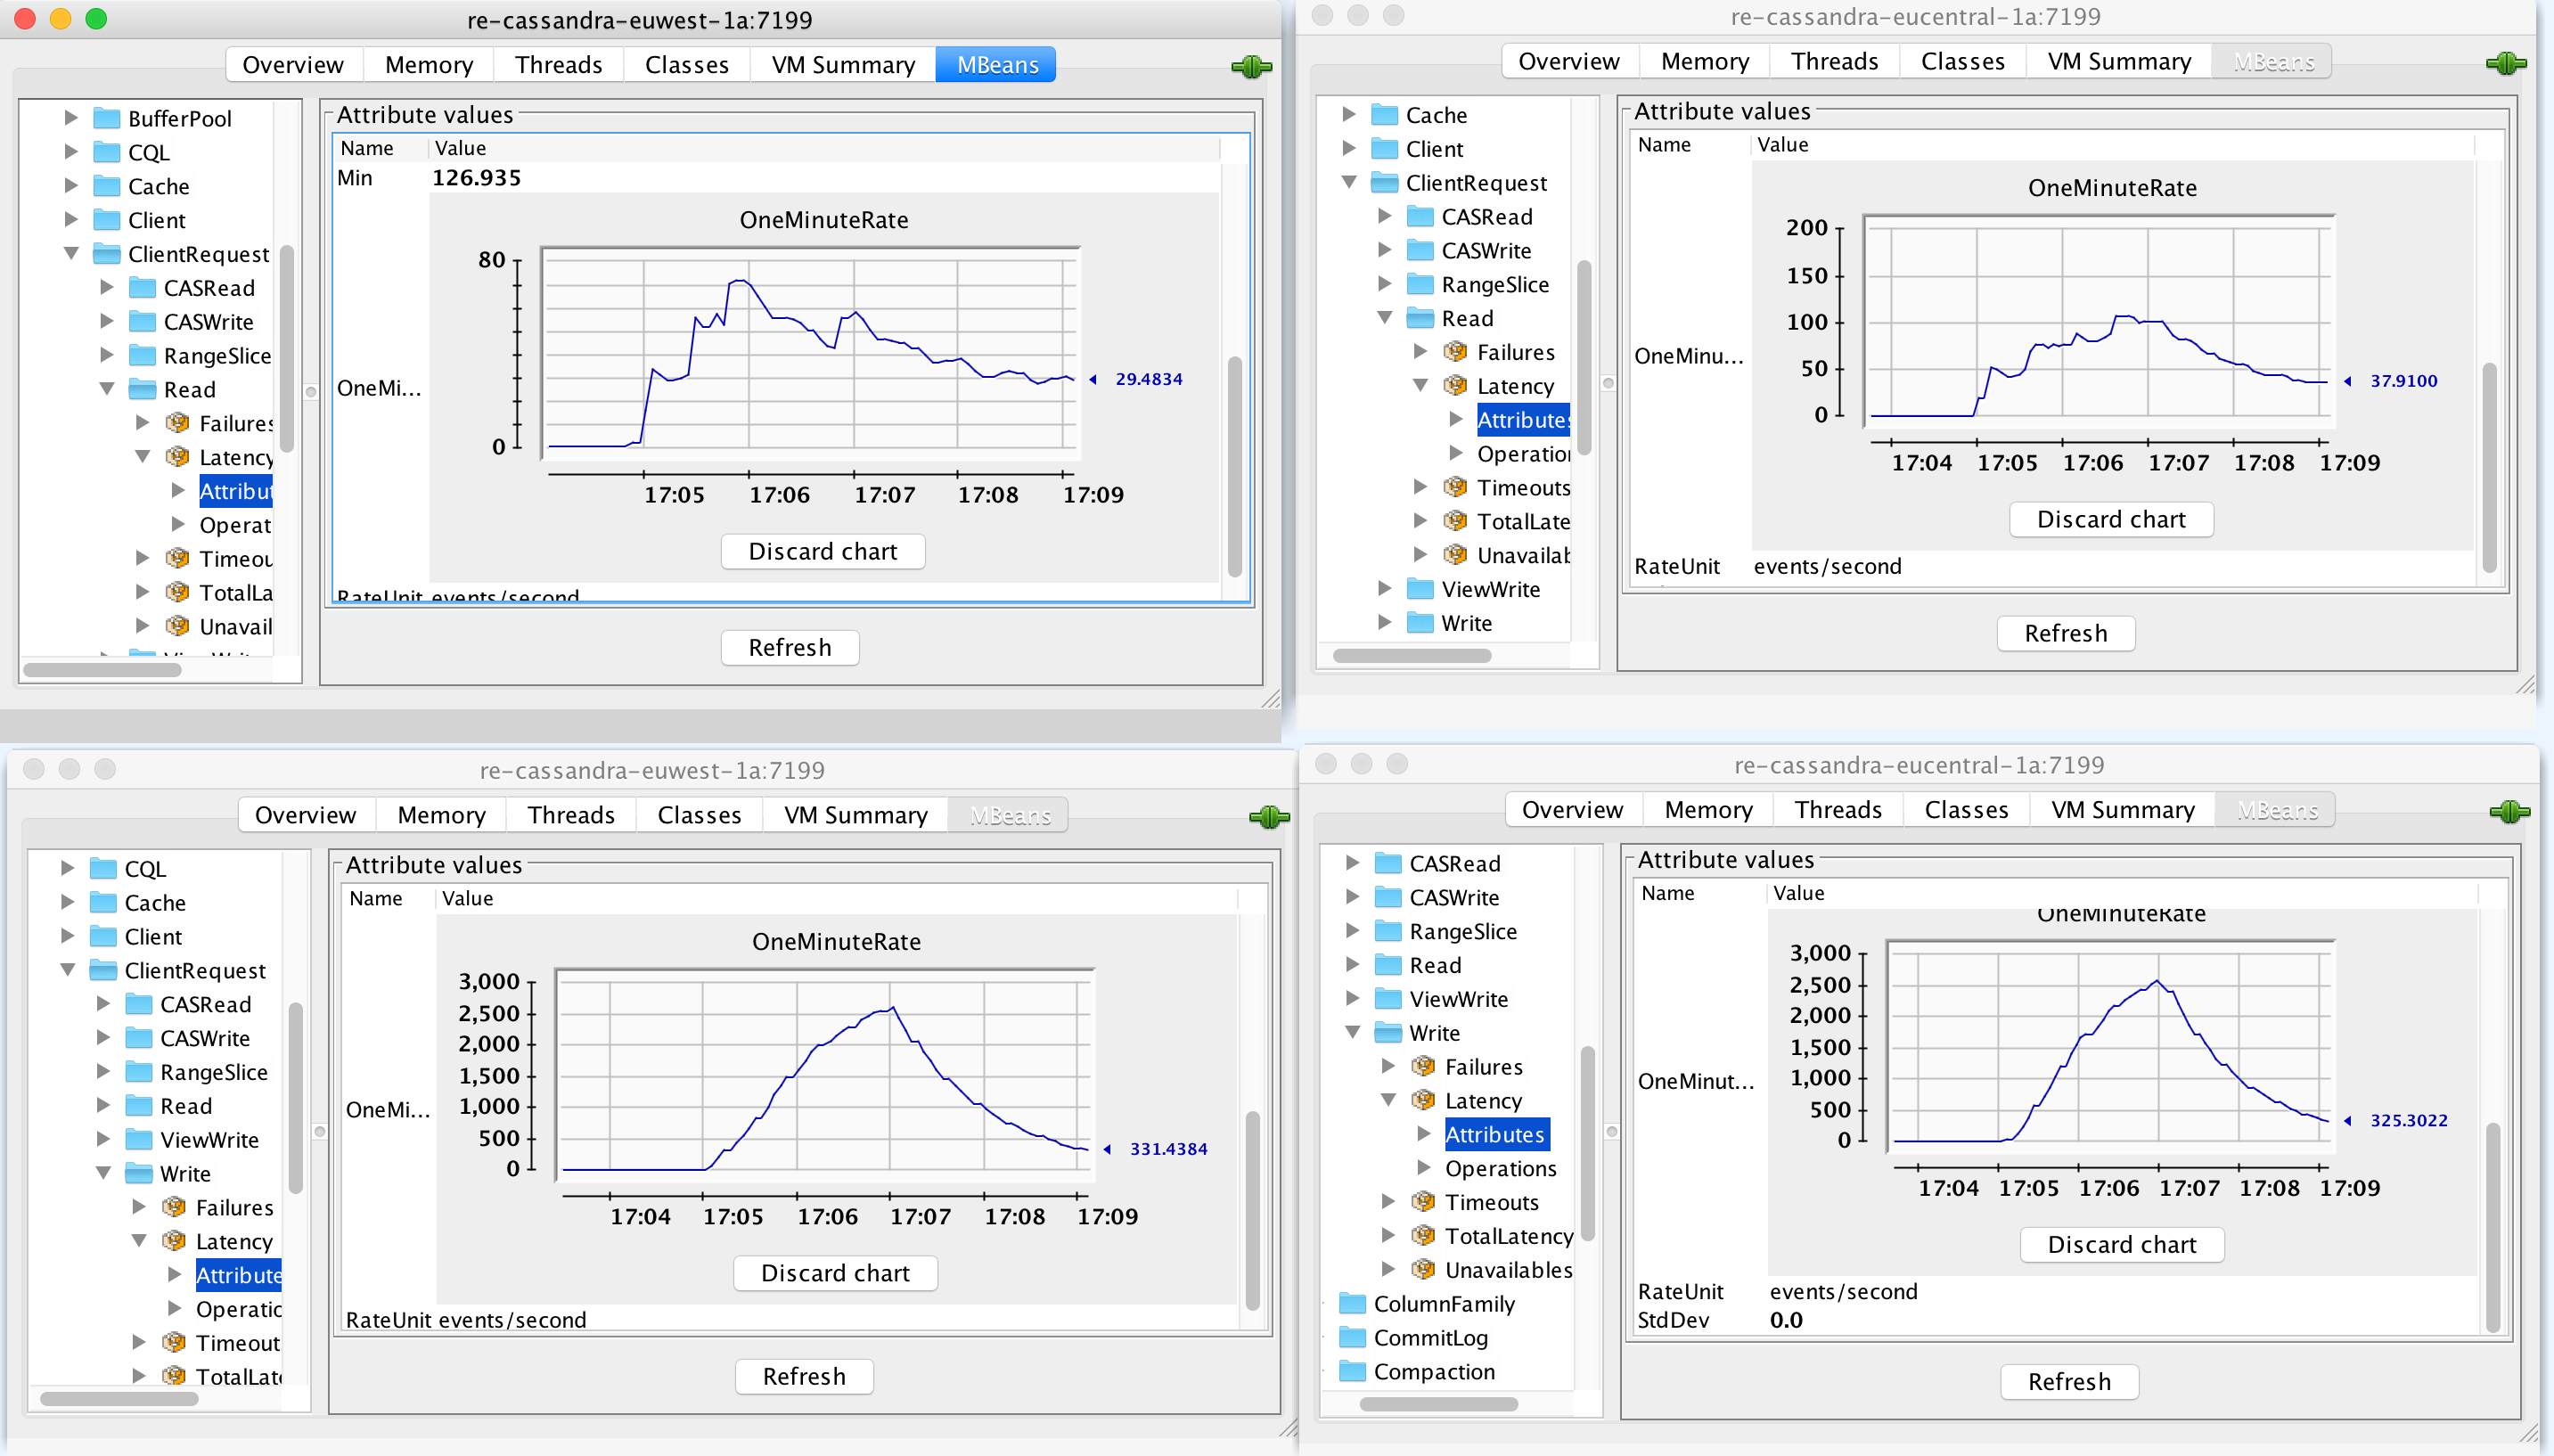 re-cassandra-euwest-1a:7199
Overview Memory Threads Classes VM Summary MBeans
BufferPool
CQL
Cache
Client
ClientRequest
CASRead
CASWrite
RangeSlice
Read
Failures
Latency
Attribut
Operat
Timeou
TotalLa
Unavail
Attribute values
Name Value
Min 126.935
OneMi...
OneMinuteRate
80
0
29.4834
17:05 17:06 17:07 17:08 17:09
Discard chart
RateUnit events/second
Refresh
re-cassandra-eucentral-1a:7199
Overview Memory Threads Classes VM Summary MBeans
Cache
Client
ClientRequest
CASRead
CASWrite
RangeSlice
Read
Failures
Latency
Attributes
Operation
Timeouts
TotalLate
Unavailab
ViewWrite
Write
Attribute values
Name Value
OneMinu...
OneMinuteRate
200
150
100
50
0
37.9100
17:04 17:05 17:06 17:07 17:08 17:09
Discard chart
RateUnit events/second
Refresh
re-cassandra-euwest-1a:7199
Overview Memory Threads Classes VM Summary MBeans
CQL
Cache
Client
ClientRequest
CASRead
CASWrite
RangeSlice
Read
ViewWrite
Write
Failures
Latency
Attribute
Operatic
Timeout
TotalLate
Attribute values
Name Value
OneMi...
OneMinuteRate
3,000
2,500
2,000
1,500
1,000
500
0
331.4384
17:04 17:05 17:06 17:07 17:08 17:09
Discard chart
RateUnit events/second
Refresh
re-cassandra-eucentral-1a:7199
Overview Memory Threads Classes VM Summary MBeans
CASRead
CASWrite
RangeSlice
Read
ViewWrite
Write
Failures
Latency
Attributes
Operations
Timeouts
TotalLatency
Unavailables
ColumnFamily
CommitLog
Compaction
Attribute values
Name Value
OneMinut...
OneMinuteRate
3,000
2,500
2,000
1,500
1,000
500
0
325.3022
17:04 17:05 17:06 17:07 17:08 17:09
Discard chart
RateUnit events/second
StdDev 0.0
Refresh